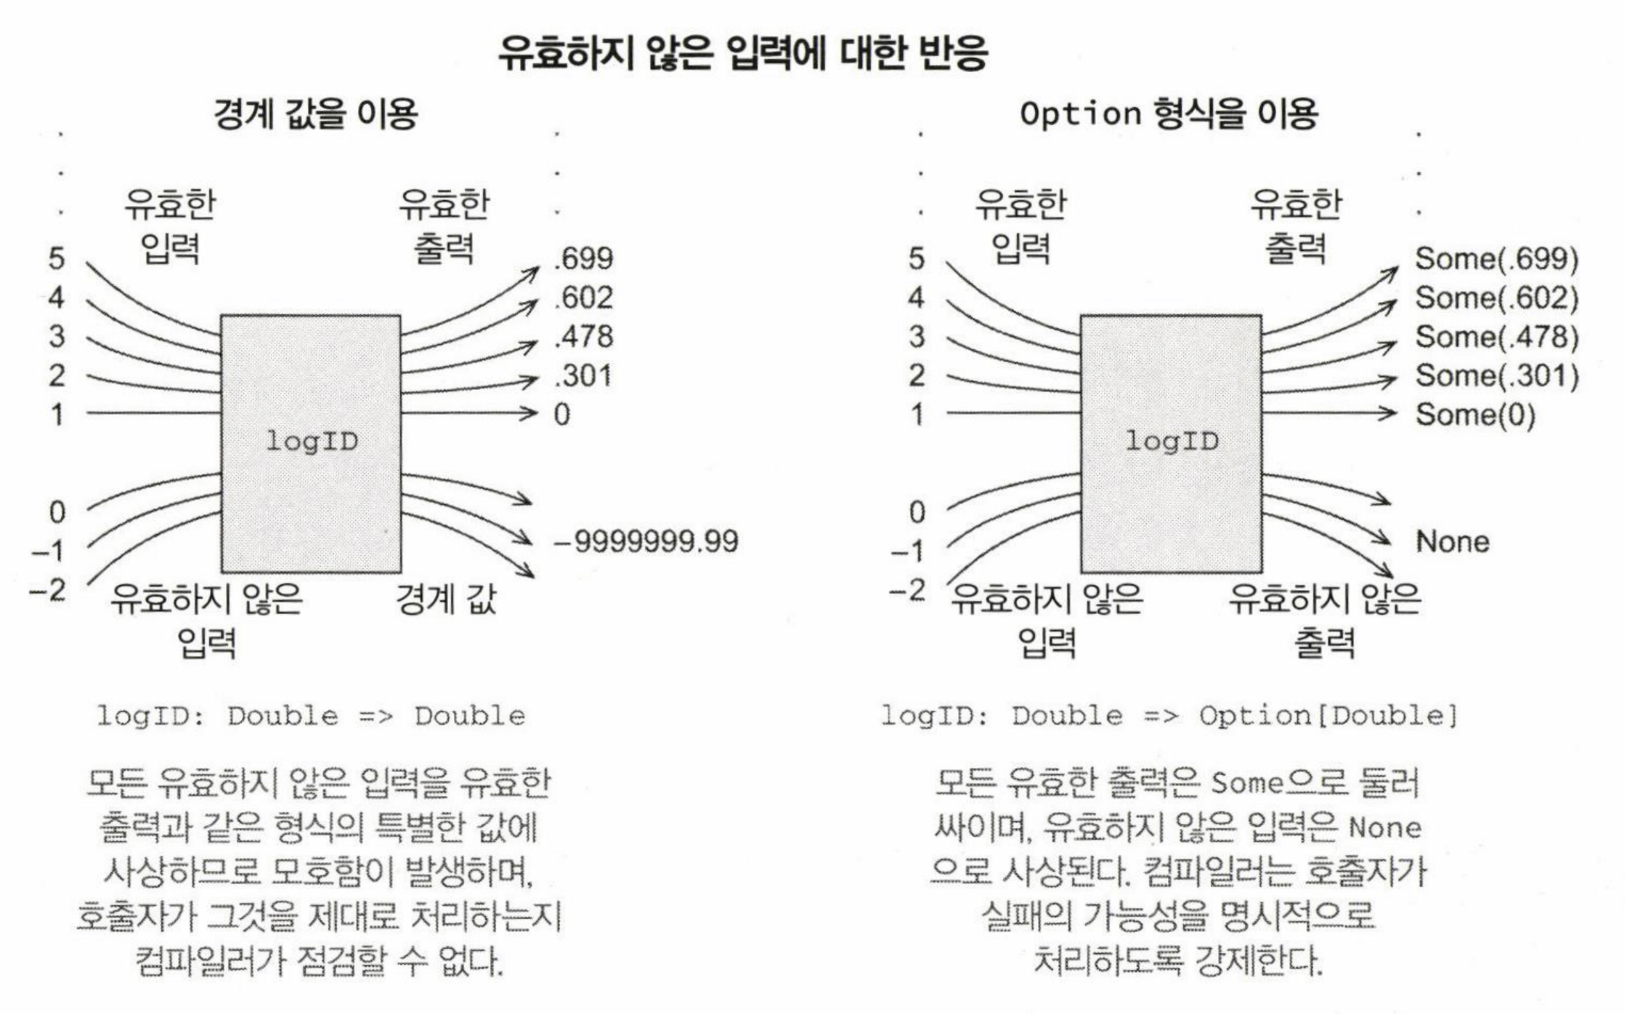 유효하지 않은 입력에 대한 반응
경계 값을 이용
유효한
입력
유효한
출력
5
4
3
2
1
0
−1
−2
logID
.699
.602
.478
.301
0
−9999999.99
유효하지 않은
입력
경계 값
logID: Double => Double
모든 유효하지 않은 입력을 유효한
출력과 같은 형식의 특별한 값에
사상하므로 모호함이 발생하며,
호출자가 그것을 제대로 처리하는지
컴파일러가 점검할 수 없다.
Option 형식을 이용
유효한
입력
유효한
출력
5
4
3
2
1
0
−1
−2
logID
Some(.699)
Some(.602)
Some(.478)
Some(.301)
Some(0)
None
유효하지 않은
입력
유효하지 않은
출력
logID: Double => Option[Double]
모든 유효한 출력은 Some으로 둘러
싸이며, 유효하지 않은 입력은 None
으로 사상된다. 컴파일러는 호출자가
실패의 가능성을 명시적으로
처리하도록 강제한다.